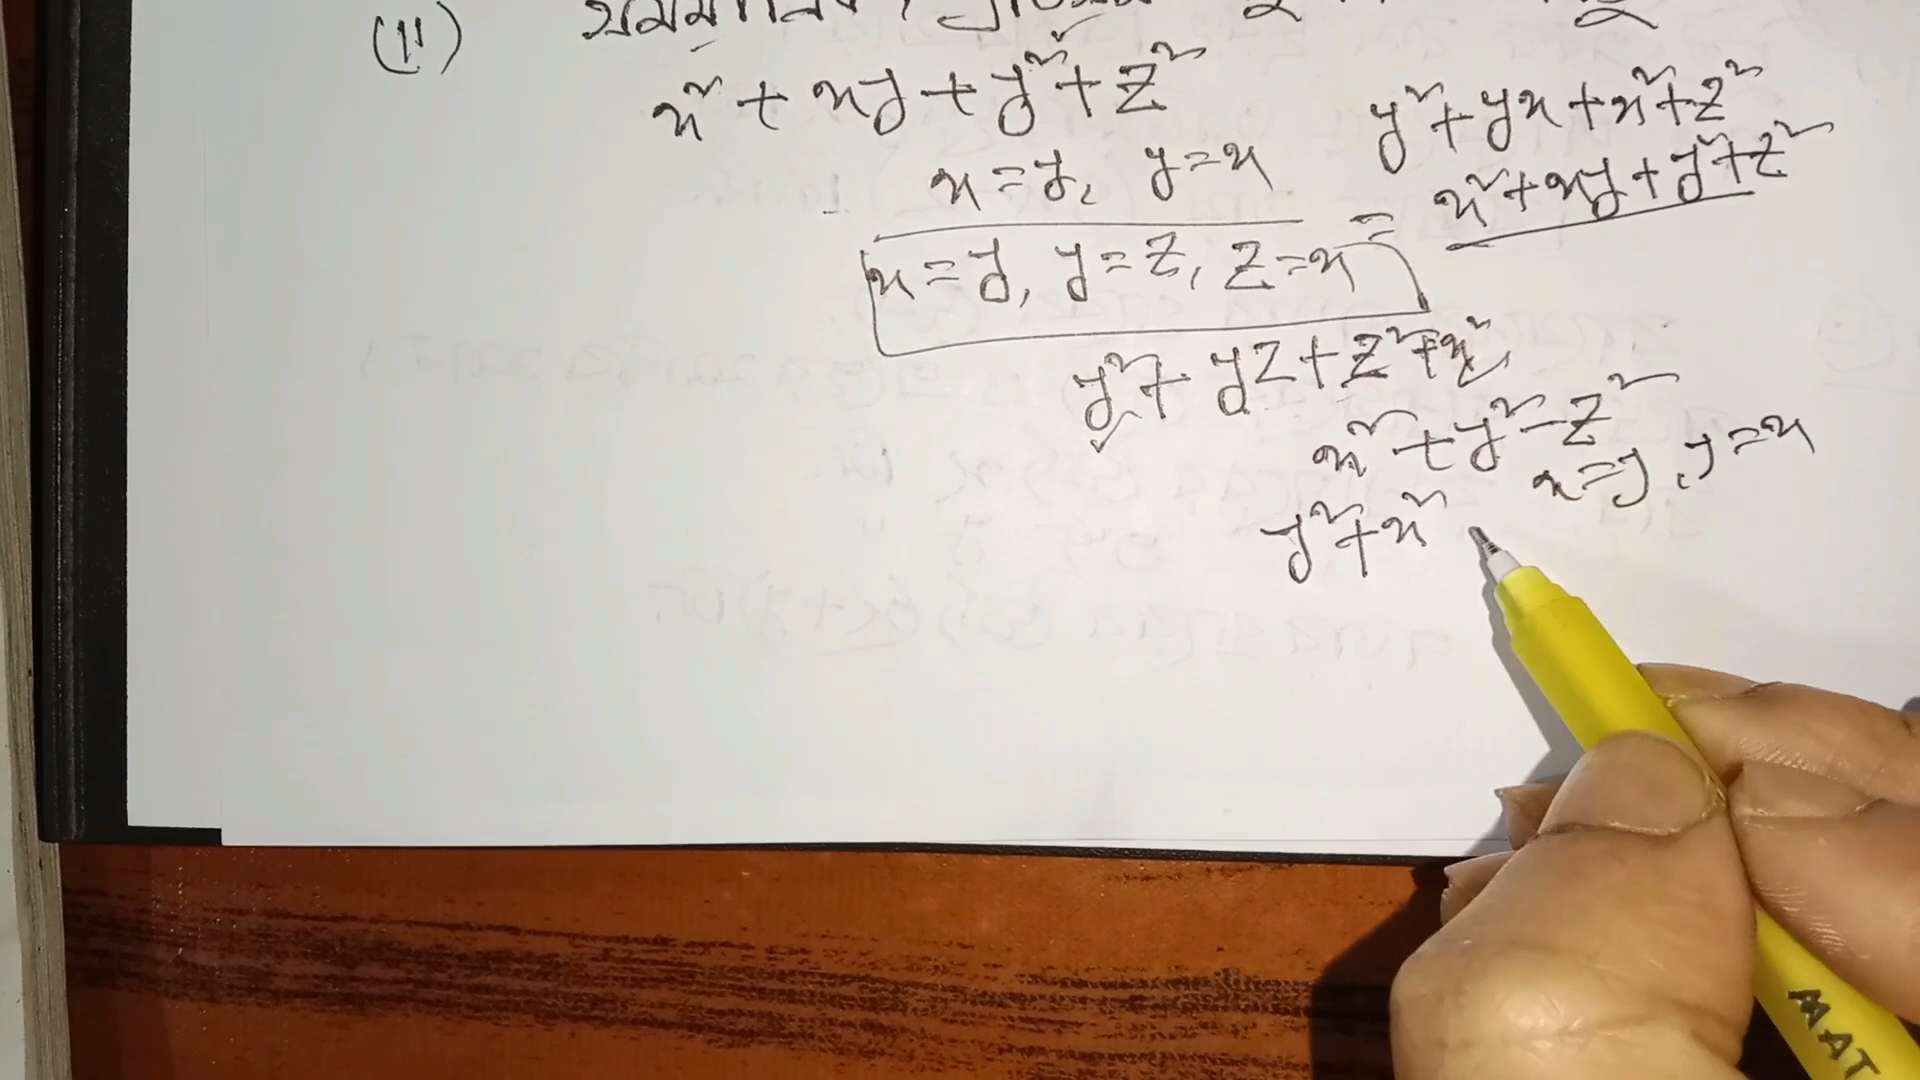 (ii)
x² + xy + y² + z²
x = y, y = x
y² + yx + x² + z²
= x² + xy + y² + z²
x = y, y = z, z = x
y² + yz + z² + x²
x² + y² - z²
x = y, y = x
y² + x²
MAT